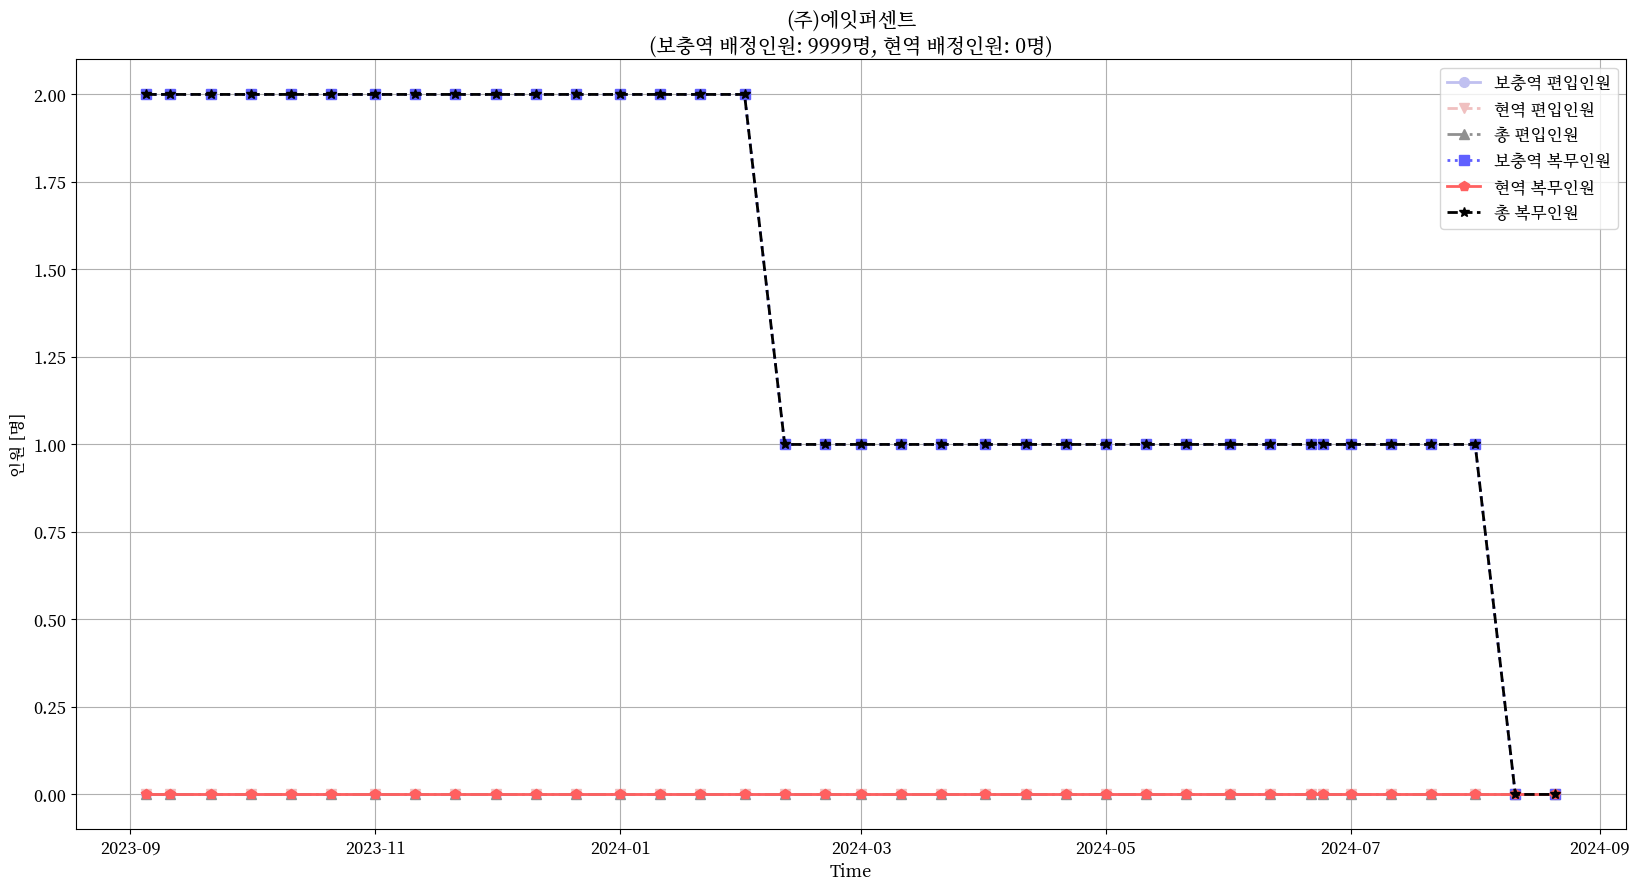 (주)에잇퍼센트
(보충역 배정인원: 9999명, 현역 배정인원: 0명)
보충역 편입인원
현역 편입인원
총 편입인원
보충역 복무인원
현역 복무인원
총 복무인원
인원 [명]
2.00
1.75
1.50
1.25
1.00
0.75
0.50
0.25
0.00
2023-09 2023-11 2024-01 2024-03 2024-05 2024-07 2024-09
Time